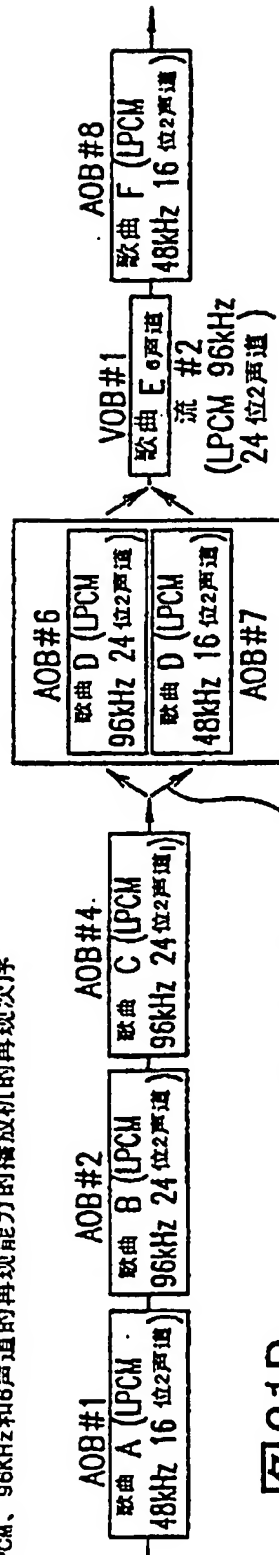 PCM、96kHz和6声道的再现能力的播放机的再现次序
AOB#1
歌曲 A (LPCM
48kHz 16 位2声道)
AOB#2
歌曲 B (LPCM
96kHz 24 位2声道)
AOB#4
歌曲 C (LPCM
96kHz 24 位2声道)
AOB#6
歌曲 D (LPCM
96kHz 24 位2声道)
歌曲 D (LPCM
48kHz 16 位2声道)
AOB#7
VOB#1
歌曲 E 6声道
流 #2
(LPCM 96kHz
24 位2声道)
AOB#8
歌曲 F (LPCM
48kHz 16 位2声道)
图91B